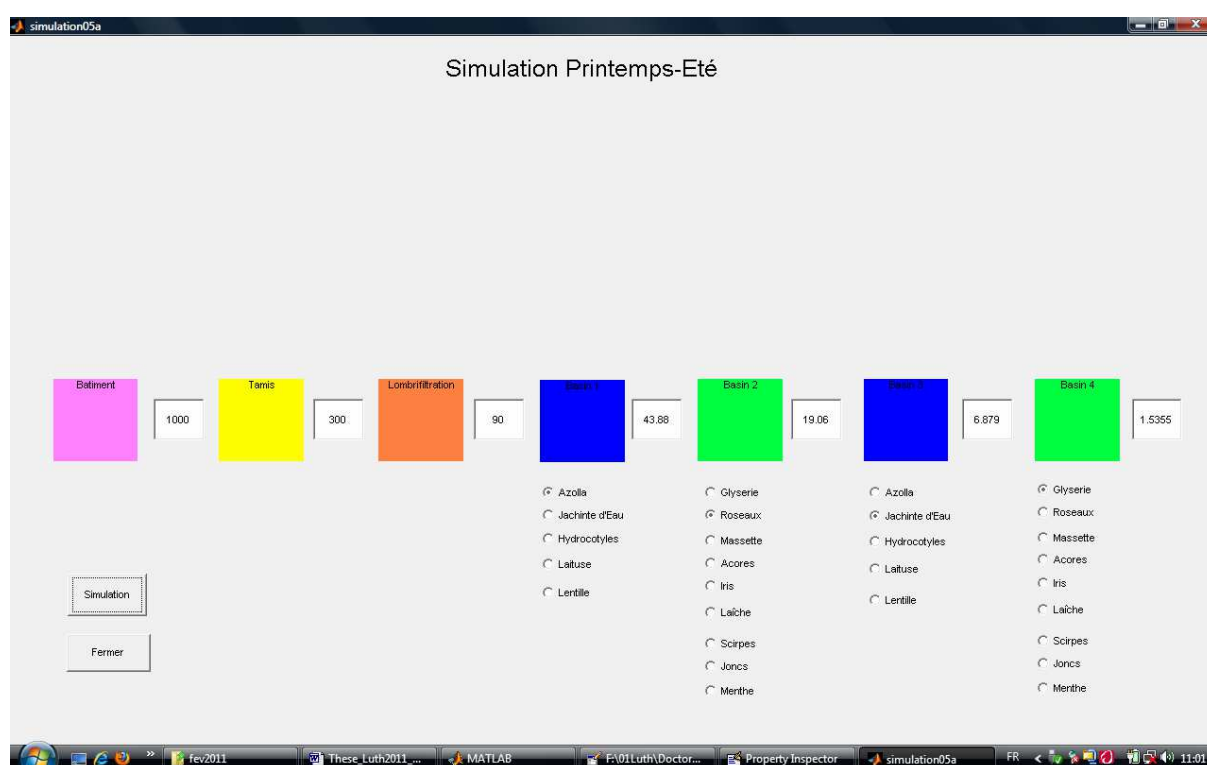 simulation05a
Simulation Printemps-Eté
Batiment
Tamis
Lombrifiltration
Basin 1
Basin 2
Basin 3
Basin 4
1000
300
90
43.88
19.06
6.879
1.5355
Azolla
Jachinte d'Eau
Hydrocotyles
Laituse
Lentille
Glyserie
Roseaux
Massette
Acores
Iris
Laîche
Scirpes
Joncs
Menthe
Azolla
Jachinte d'Eau
Hydrocotyles
Laituse
Lentille
Glyserie
Roseaux
Massette
Acores
Iris
Laîche
Scirpes
Joncs
Menthe
Simulation
Fermer
fev2011
These_Luth2011_...
MATLAB
F:\01Luth\Doctor...
Property Inspector
simulation05a
FR
11:01